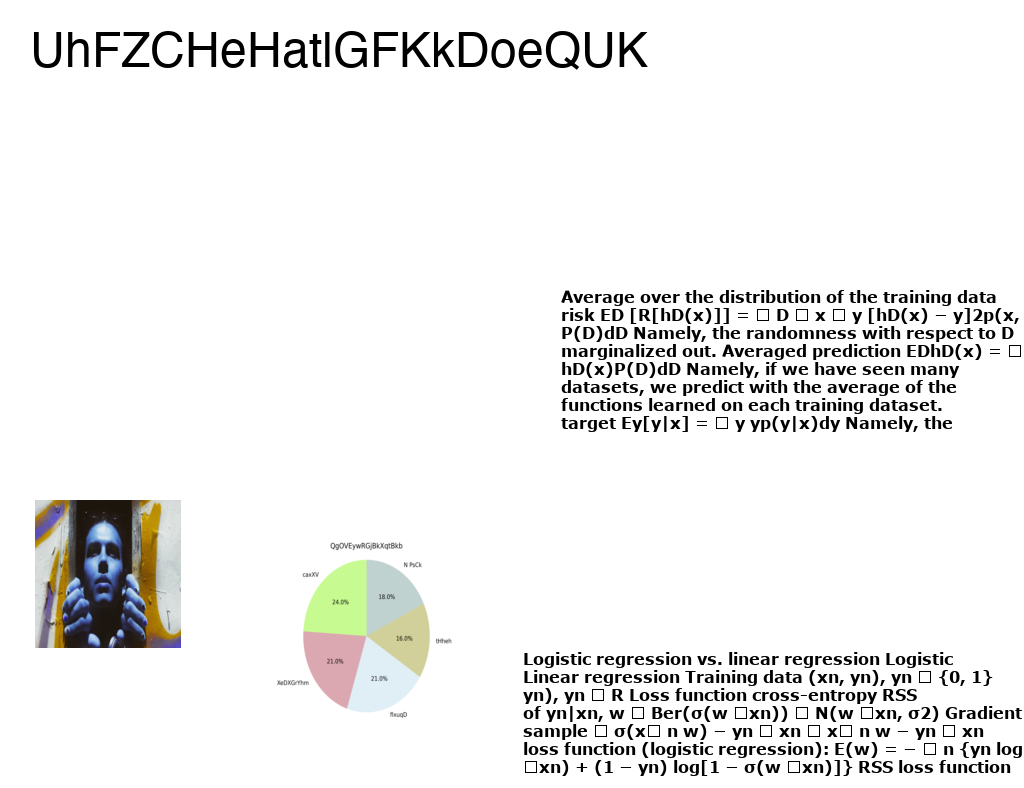 UhFZCHeHatlGFKkDoeQUK
Average over the distribution of the training data
risk ED [R[hD(x)]] = □ D □ x □ y [hD(x) − y]2p(x,
P(D)dD Namely, the randomness with respect to D
marginalized out. Averaged prediction EDhD(x) = □
hD(x)P(D)dD Namely, if we have seen many
datasets, we predict with the average of the
functions learned on each training dataset.
target Ey[y|x] = □ y yp(y|x)dy Namely, the
QgOVEywRGjBkXqtBkb
N PsCk
caxXV
24.0%
18.0%
16.0%
tHheh
21.0%
21.0%
XeDXGrYhm
flxuqD
Logistic regression vs. linear regression Logistic
Linear regression Training data (xn, yn), yn □ {0, 1}
yn), yn □ R Loss function cross-entropy RSS
of yn|xn, w □ Ber(σ(w □xn)) □ N(w □xn, σ2) Gradient
sample □ σ(x□ n w) − yn □ xn □ x□ n w − yn □ xn
loss function (logistic regression): E(w) = − □ n {yn log
□xn) + (1 − yn) log[1 − σ(w □xn)]} RSS loss function